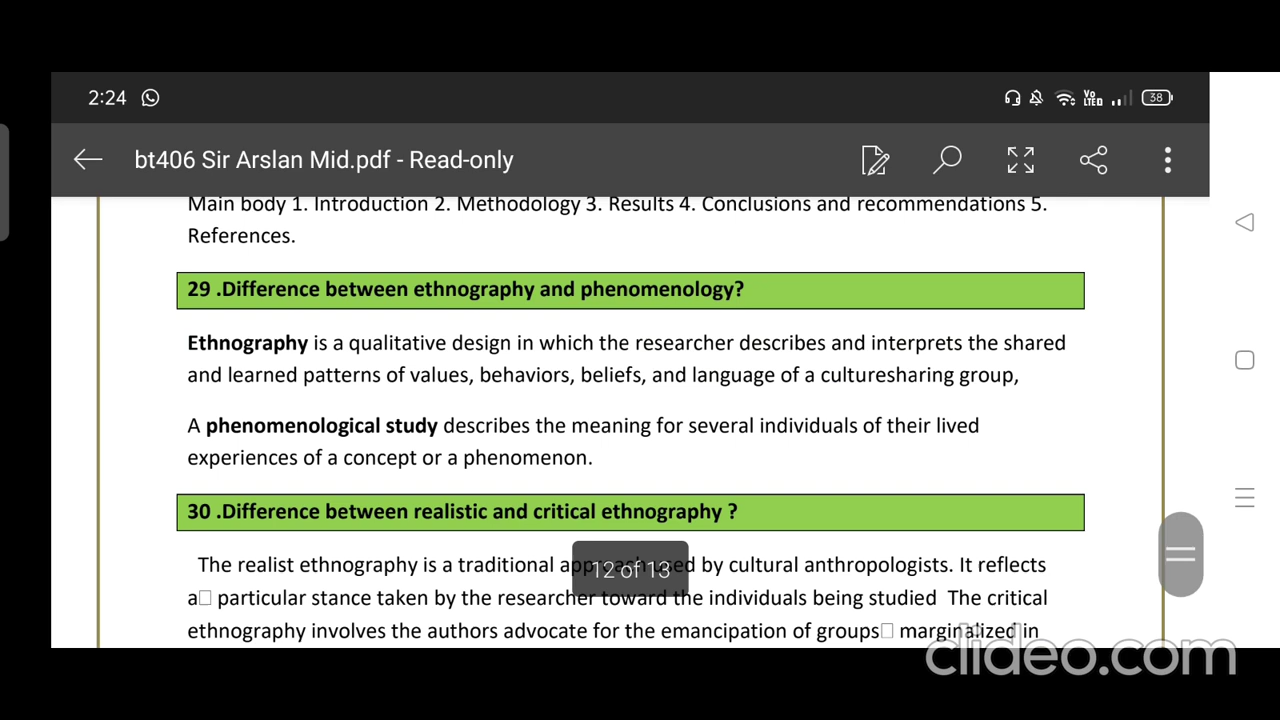 2:24
Vo
LTED
38
bt406 Sir Arslan Mid.pdf - Read-only
Main body 1. Introduction 2. Methodology 3. Results 4. Conclusions and recommendations 5.
References.
29 .Difference between ethnography and phenomenology?
Ethnography is a qualitative design in which the researcher describes and interprets the shared
and learned patterns of values, behaviors, beliefs, and language of a culturesharing group,
A phenomenological study describes the meaning for several individuals of their lived
experiences of a concept or a phenomenon.
30 .Difference between realistic and critical ethnography ?
The realist ethnography is a traditional approach used by cultural anthropologists. It reflects
12 of 13
a□ particular stance taken by the researcher toward the individuals being studied The critical
ethnography involves the authors advocate for the emancipation of groups□ marginalized in
clideo.com